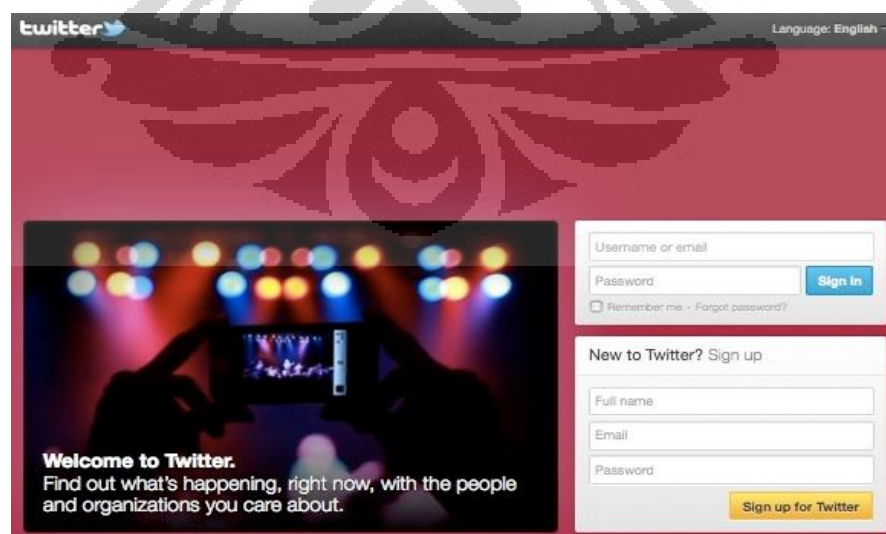 twitter
Language: English
Username or email
Password
Sign in
Remember me · Forgot password?
New to Twitter? Sign up
Full name
Email
Password
Sign up for Twitter
Welcome to Twitter.
Find out what's happening, right now, with the people
and organizations you care about.